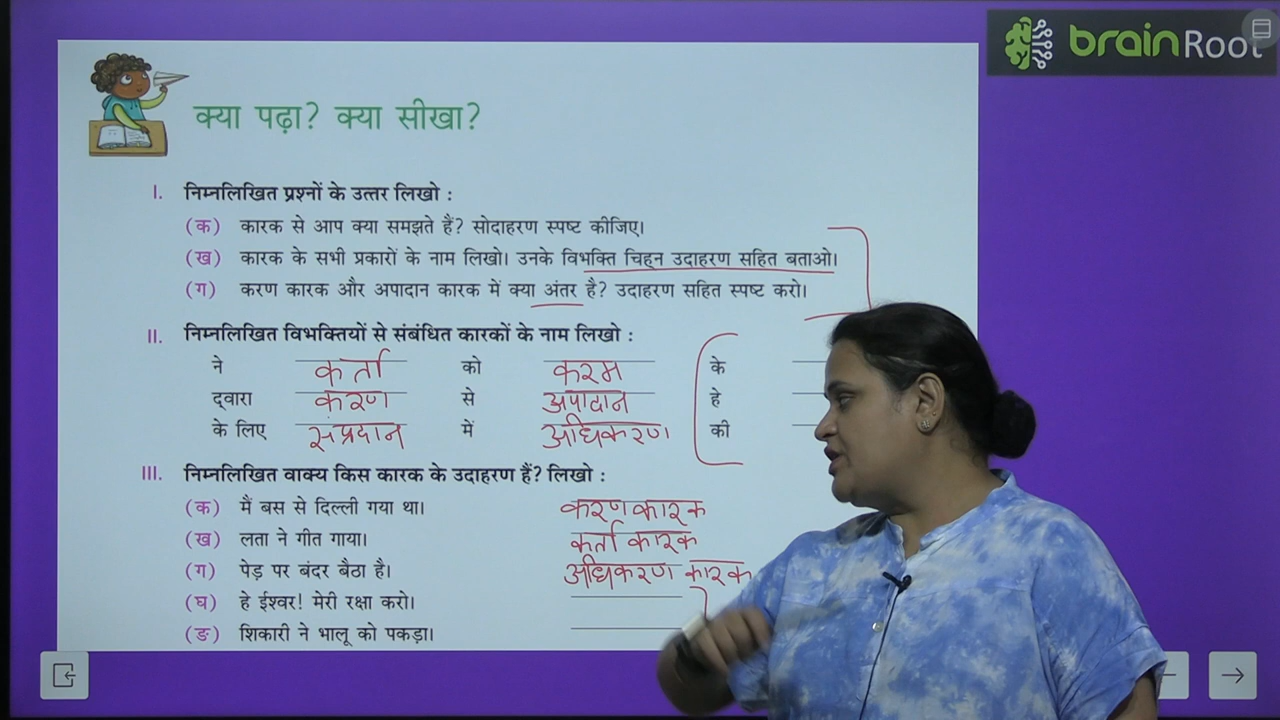 brainRoot
क्या पढ़ा? क्या सीखा?
I. निम्नलिखित प्रश्नों के उत्तर लिखो :
(क) कारक से आप क्या समझते हैं? सोदाहरण स्पष्ट कीजिए।
(ख) कारक के सभी प्रकारों के नाम लिखो। उनके विभक्ति चिह्न उदाहरण सहित बताओ।
(ग) करण कारक और अपादान कारक में क्या अंतर है? उदाहरण सहित स्पष्ट करो।
II. निम्नलिखित विभक्तियों से संबंधित कारकों के नाम लिखो :
ने कर्ता को करम के
द्वारा करण से अपादान हे
के लिए संप्रदान में अधिकरण की
III. निम्नलिखित वाक्य किस कारक के उदाहरण हैं? लिखो :
(क) मैं बस से दिल्ली गया था। करण कारक
(ख) लता ने गीत गाया। कर्ता कारक
(ग) पेड़ पर बंदर बैठा है। अधिकरण कारक
(घ) हे ईश्वर! मेरी रक्षा करो।
(ङ) शिकारी ने भालू को पकड़ा।